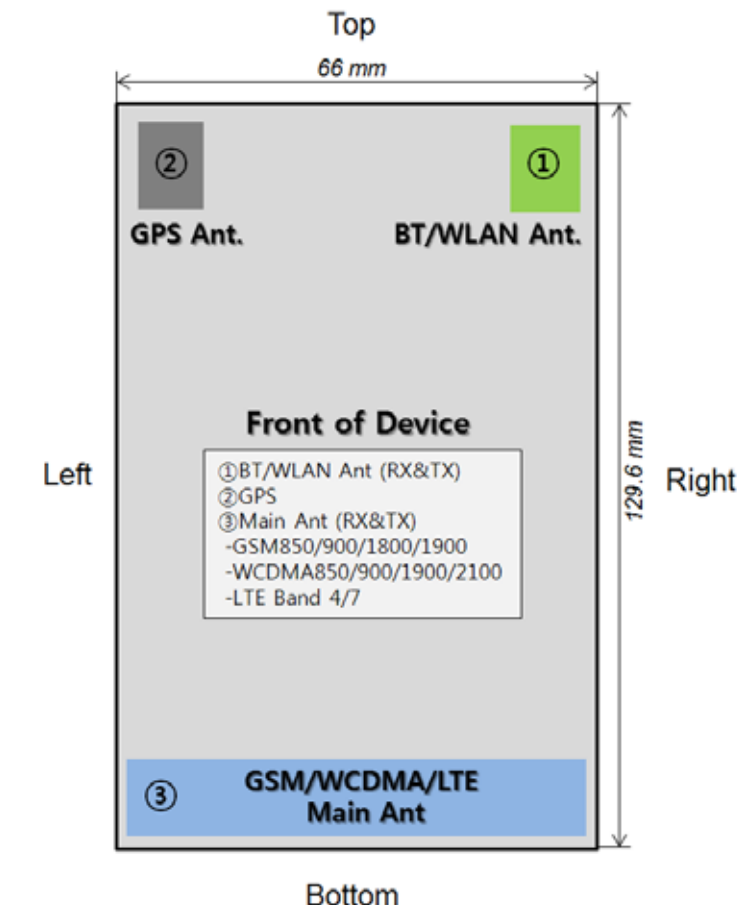 Top
66 mm
②
①
GPS Ant.
BT/WLAN Ant.
Front of Device
Left
①BT/WLAN Ant (RX&TX)
②GPS
③Main Ant (RX&TX)
-GSM850/900/1800/1900
-WCDMA850/900/1900/2100
-LTE Band 4/7
129.6 mm
Right
③
GSM/WCDMA/LTE
Main Ant
Bottom